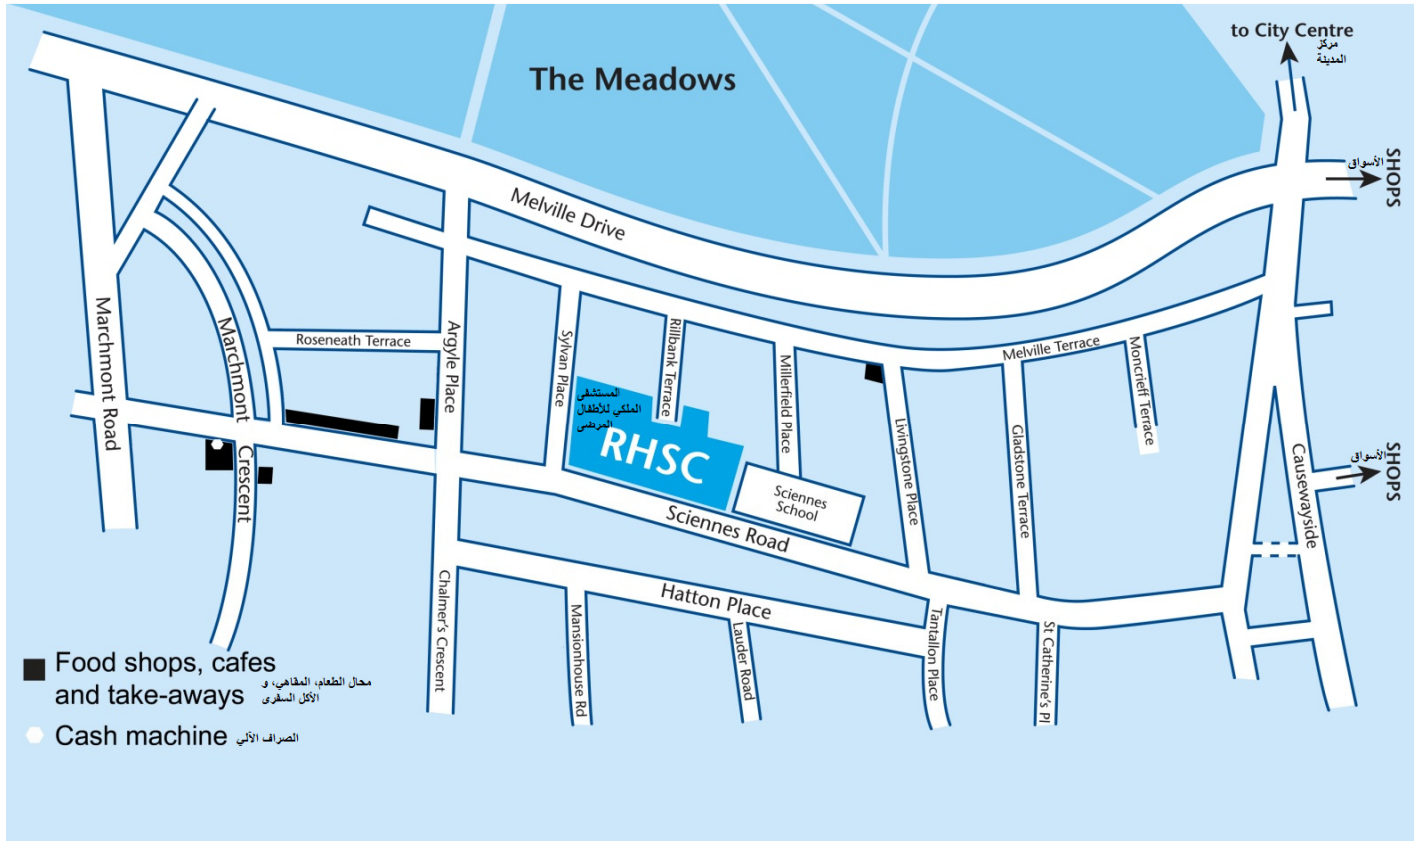 to City Centre
مركز
المدينة
The Meadows
الأسواق
SHOPS
Melville Drive
Marchmont Road
Marchmont
Crescent
Roseneath Terrace
Argyle Place
Sylvan Place
Rillbank Terrace
Millerfield Place
Melville Terrace
Moncrieff Terrace
المستشفى
الملكي للأطفال
المرضى
RHSC
Sciennes
School
Livingstone Place
Gladstone Terrace
Causewayside
الأسواق
SHOPS
Sciennes Road
Hatton Place
Chalmer's Crescent
Mansionhouse Rd
Lauder Road
Tantallon Place
St Catherine's Pl
Food shops, cafes
and take-aways
محال الطعام، المقاهي، و
الأكل السفرى
Cash machine
الصراف الآلي